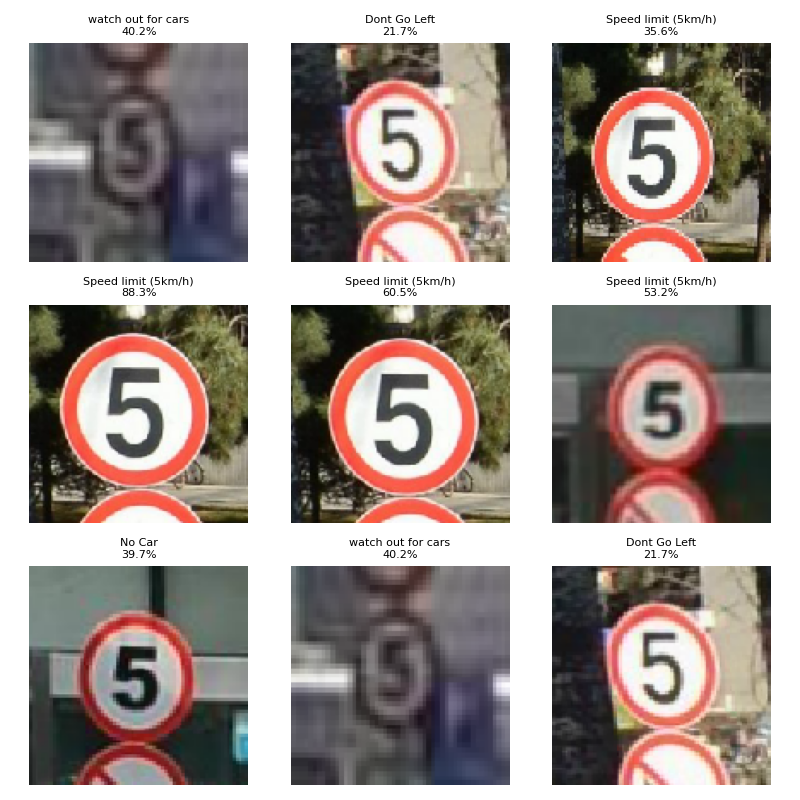 watch out for cars
40.2%
5
Dont Go Left
21.7%
5
Speed limit (5km/h)
35.6%
5
Speed limit (5km/h)
88.3%
5
Speed limit (5km/h)
60.5%
5
Speed limit (5km/h)
53.2%
5
No Car
39.7%
5
watch out for cars
40.2%
5
Dont Go Left
21.7%
5